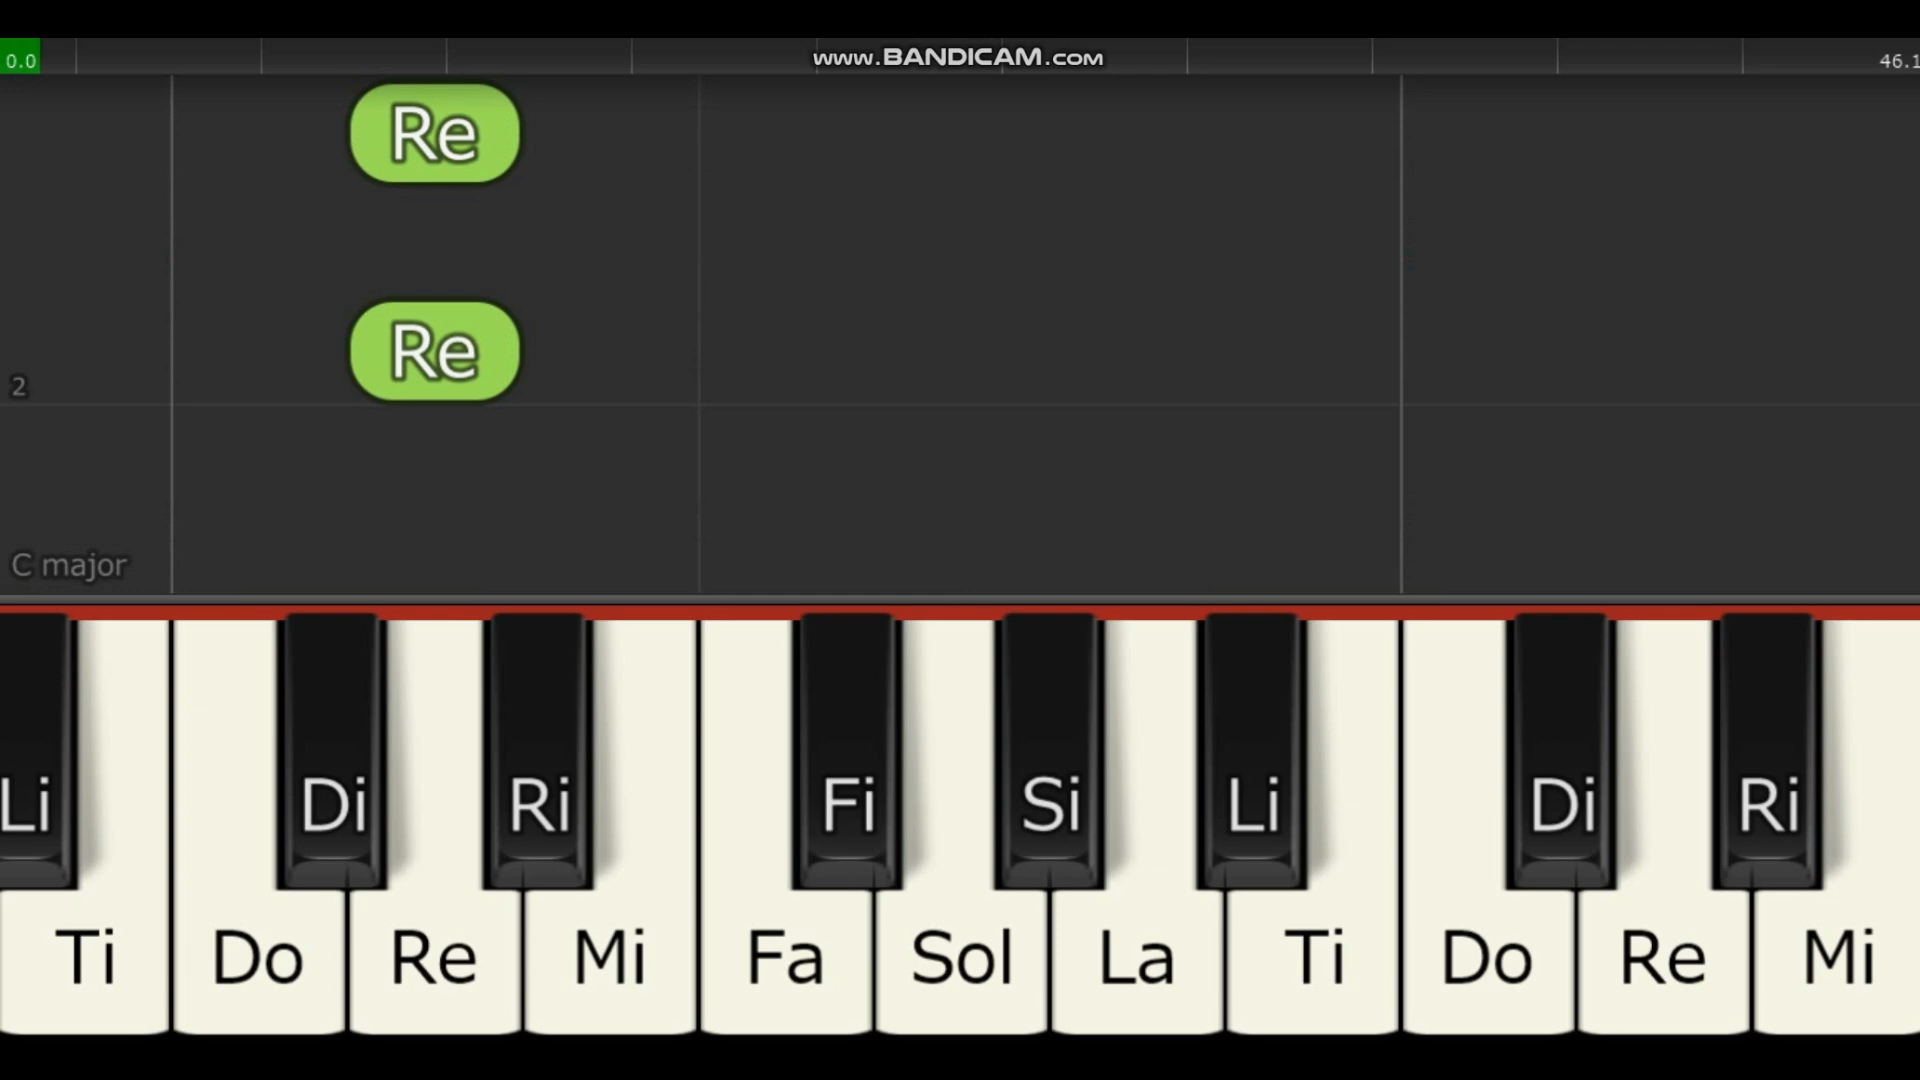 0.0
www.BANDICAM.com
46.1
Re
Re
2
C major
Li Di Ri Fi Si Li Di Ri
Ti Do Re Mi Fa Sol La Ti Do Re Mi